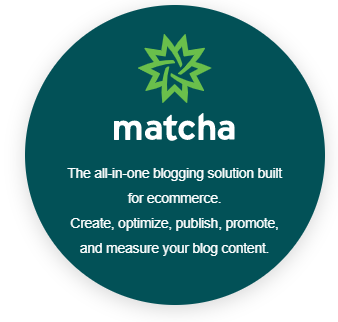 matcha
The all-in-one blogging solution built
for ecommerce.
Create, optimize, publish, promote,
and measure your blog content.